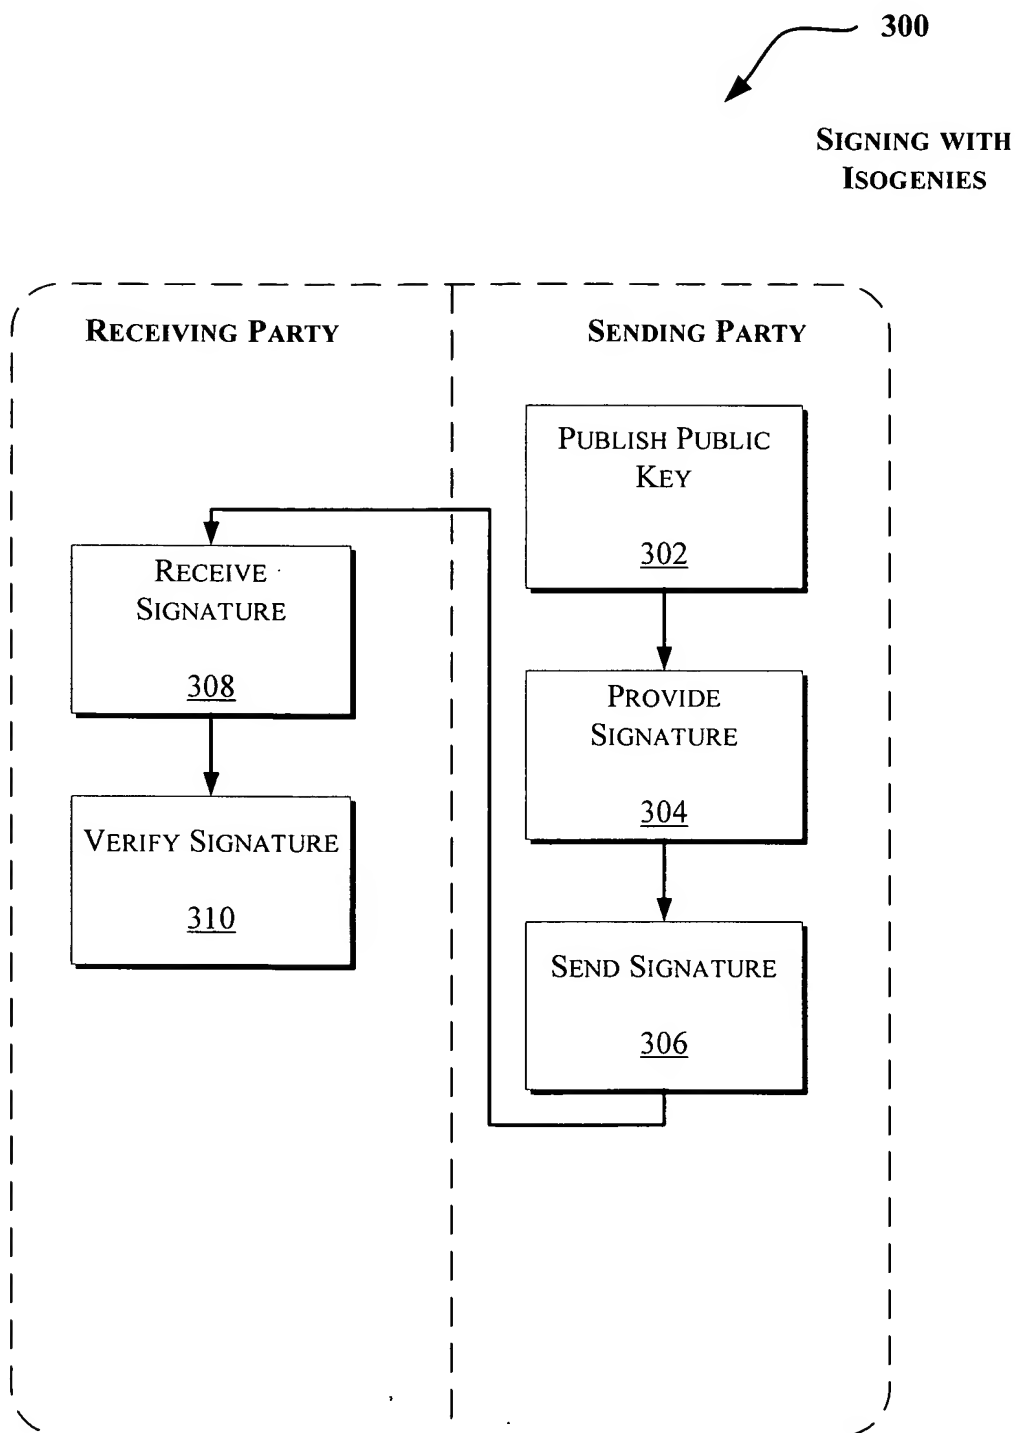 300
SIGNING WITH
ISOGENIES
RECEIVING PARTY
SENDING PARTY
PUBLISH PUBLIC
KEY
302
RECEIVE
SIGNATURE
308
PROVIDE
SIGNATURE
304
VERIFY SIGNATURE
310
SEND SIGNATURE
306